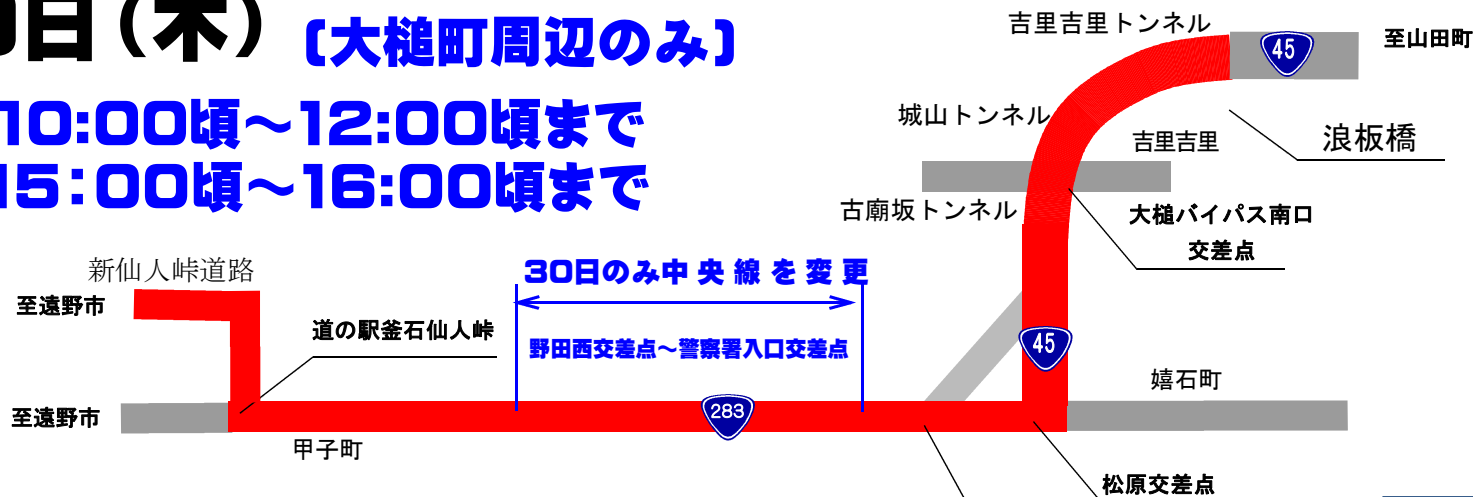 日（木）〔大槌町周辺のみ〕
10:00頃～12:00頃まで
15：00頃～16:00頃まで
吉里吉里トンネル
45
至山田町
城山トンネル
吉里吉里
浪板橋
古廟坂トンネル
大槌バイパス南口
交差点
新仙人峠道路
至遠野市
道の駅釜石仙人峠
30日のみ中央線を変更
野田西交差点～警察署入口交差点
45
嬉石町
至遠野市
283
甲子町
松原交差点